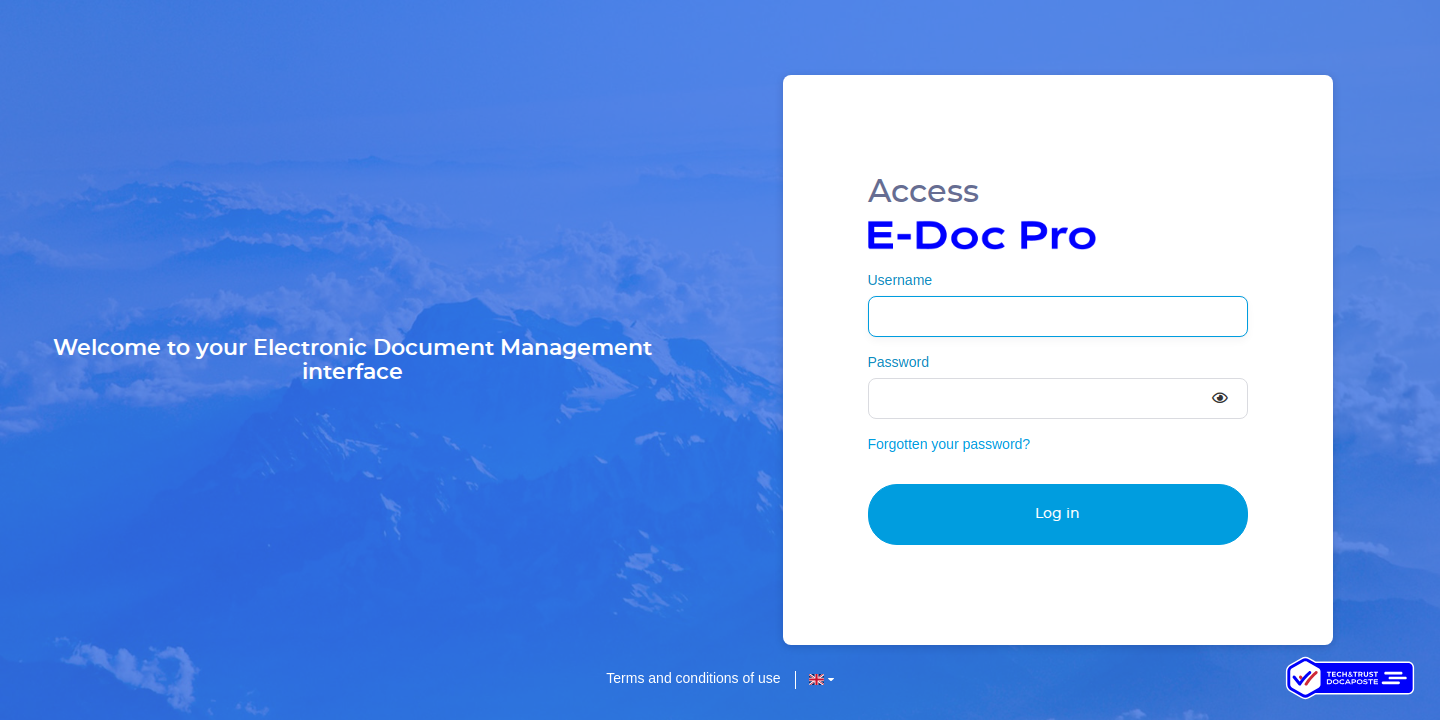 Access
E-Doc Pro
Username
Welcome to your Electronic Document Management
interface
Password
Forgotten your password?
Log in
Terms and conditions of use
TECH&TRUST
DOCAPOSTE